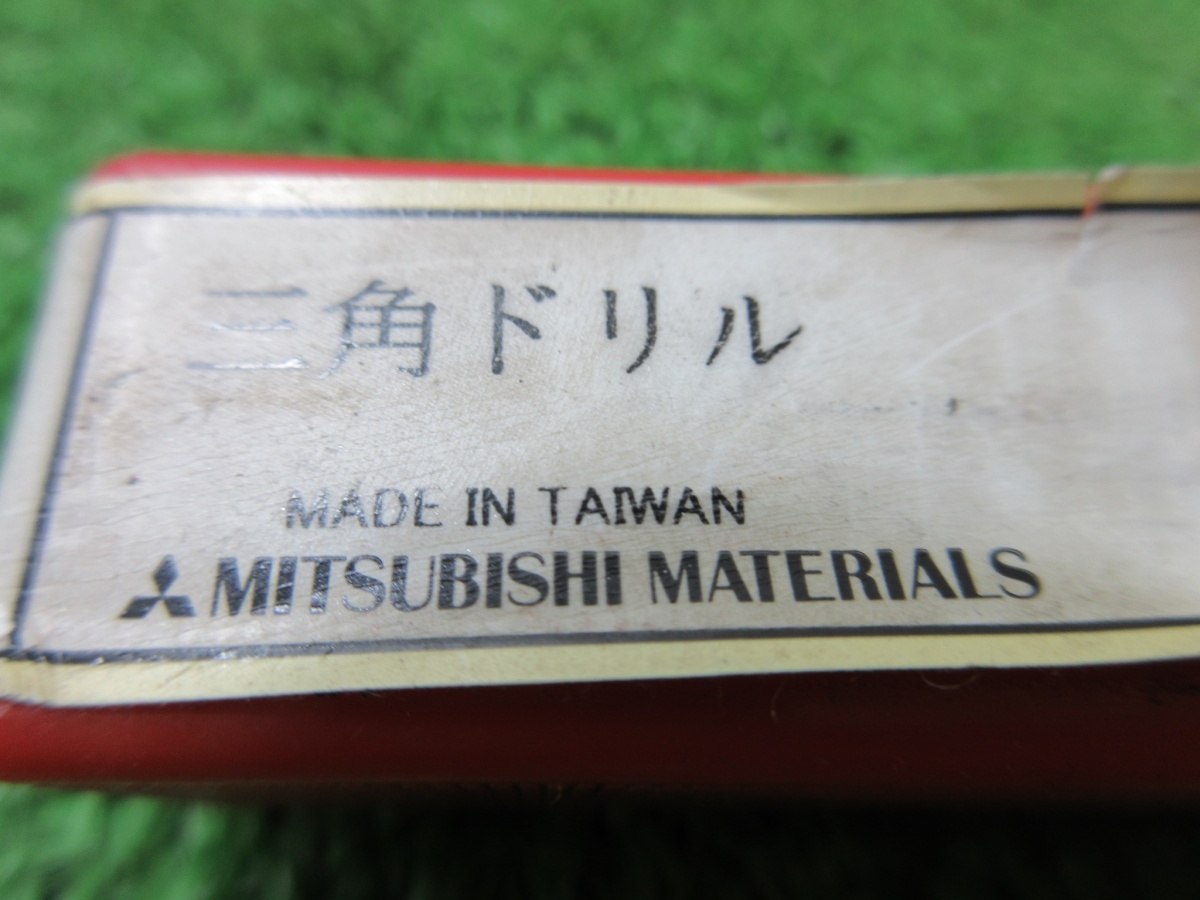 三角ドリル
MADE IN TAIWAN
MITSUBISHI MATERIALS